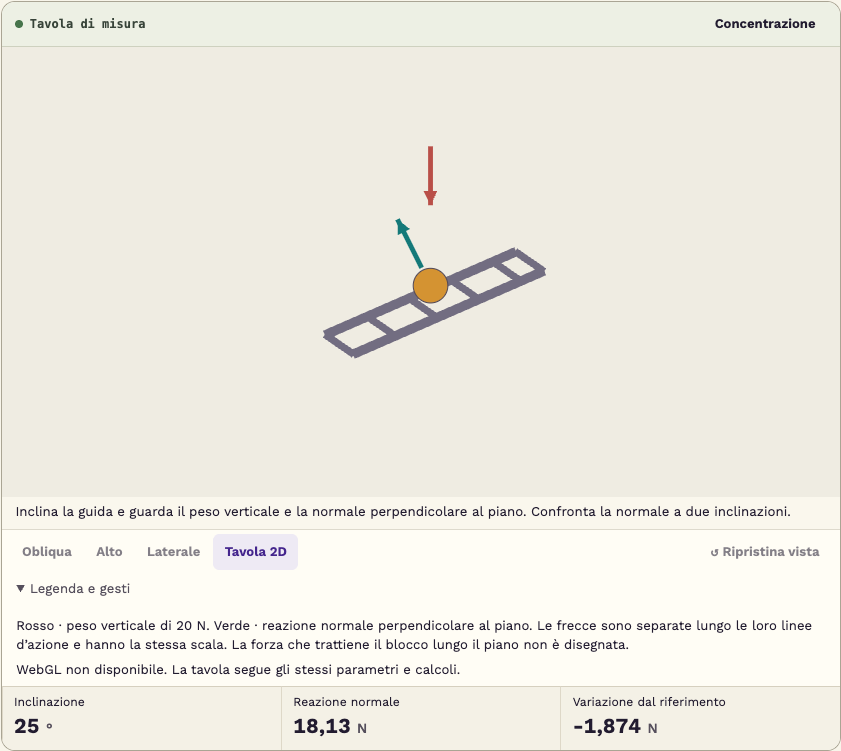 Tavola di misura
Concentrazione
Inclina la guida e guarda il peso verticale e la normale perpendicolare al piano. Confronta la normale a due inclinazioni.
Obliqua Alto Laterale Tavola 2D ↺ Ripristina vista
▼ Legenda e gesti
Rosso · peso verticale di 20 N. Verde · reazione normale perpendicolare al piano. Le frecce sono separate lungo le loro linee
d’azione e hanno la stessa scala. La forza che trattiene il blocco lungo il piano non è disegnata.
WebGL non disponibile. La tavola segue gli stessi parametri e calcoli.
Inclinazione
25 °
Reazione normale
18,13 N
Variazione dal riferimento
-1,874 N